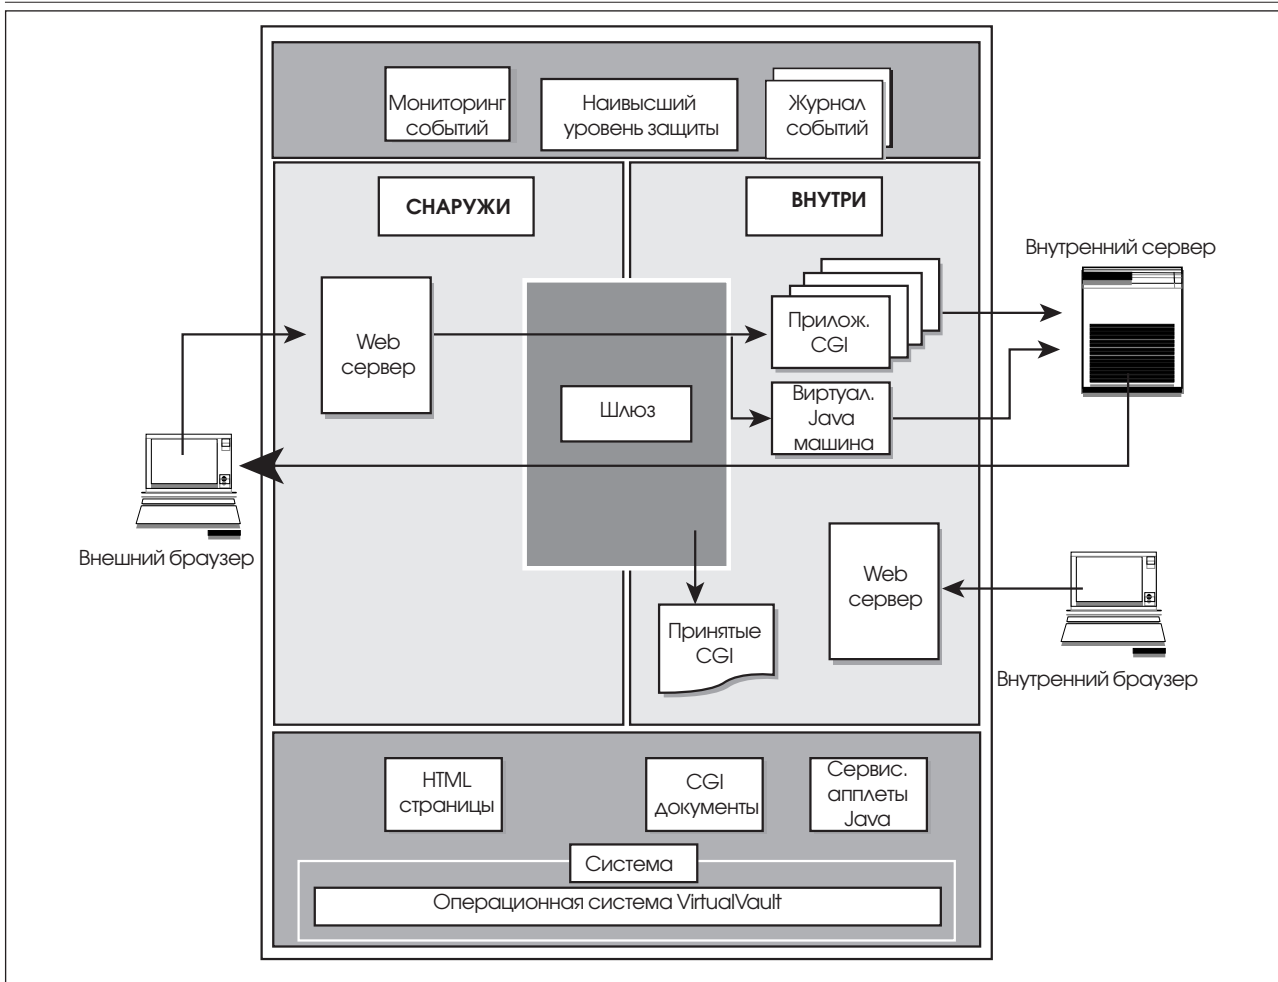 Мониторинг
событий
Наивысший
уровень защиты
Журнал
событий
СНАРУЖИ
ВНУТРИ
Внутренний сервер
Web
сервер
Прилож.
CGI
Шлюз
Виртуал.
Java
машина
Внешний браузер
Web
сервер
Принятые
CGI
Внутренний браузер
HTML
страницы
CGI
документы
Сервис.
апплеты
Java
Система
Операционная система VirtualVault